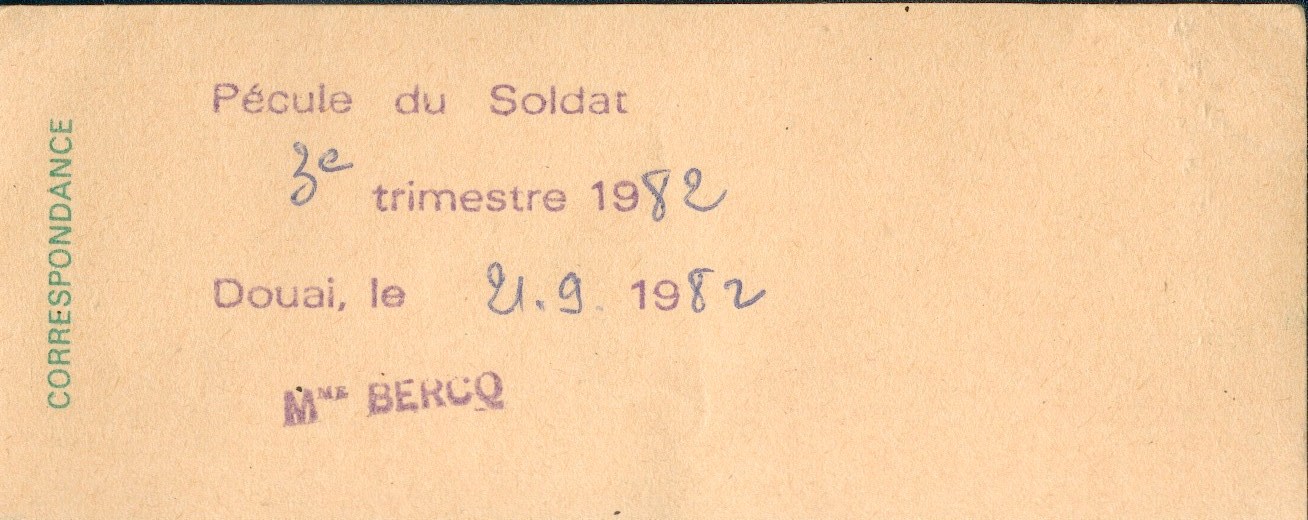 CORRESPONDANCE
Pécule du Soldat
3e trimestre 1982
Douai, le 21.9. 1982
MME BERCQ